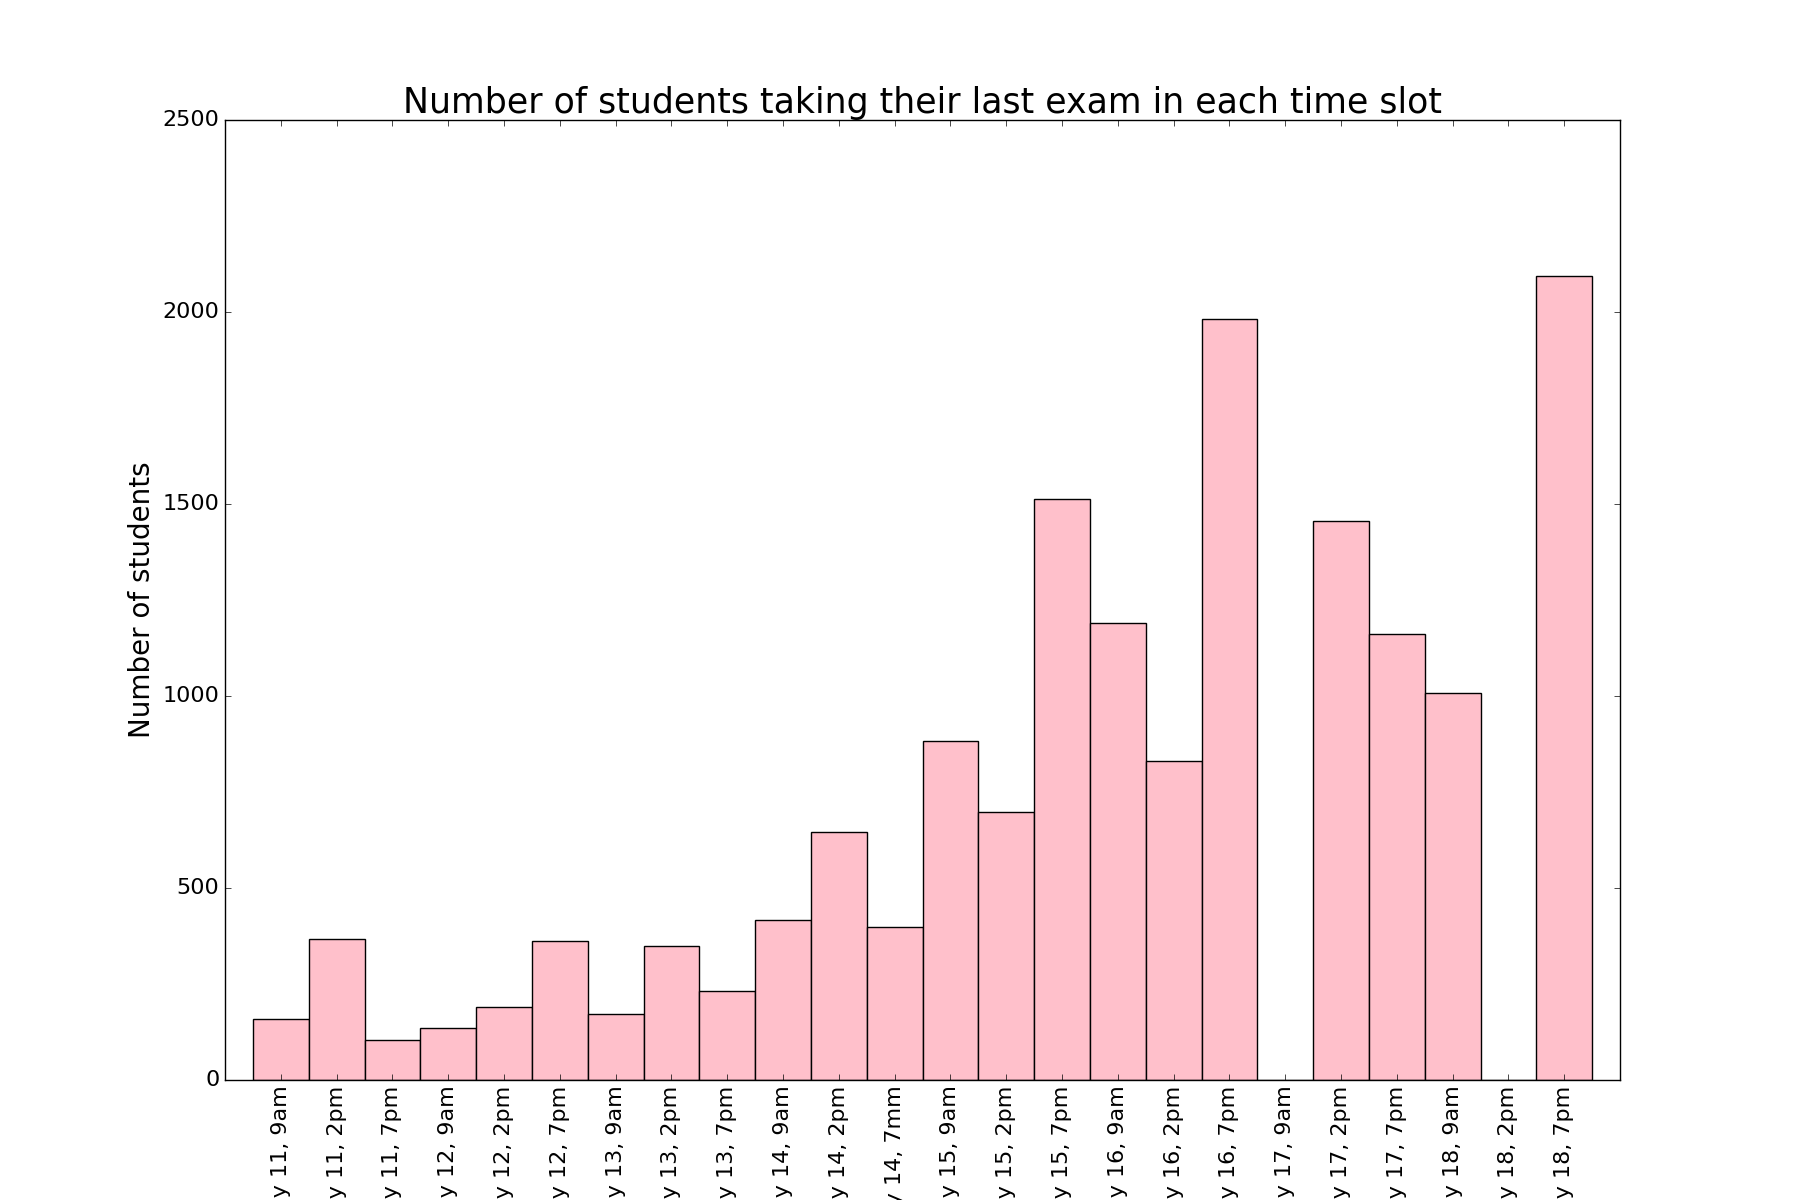 Number of students taking their last exam in each time slot
Number of students
2500
2000
1500
1000
500
0
y 11, 9am
y 11, 2pm
y 11, 7pm
y 12, 9am
y 12, 2pm
y 12, 7pm
y 13, 9am
y 13, 2pm
y 13, 7pm
y 14, 9am
y 14, 2pm
y 14, 7mm
y 15, 9am
y 15, 2pm
y 15, 7pm
y 16, 9am
y 16, 2pm
y 16, 7pm
y 17, 9am
y 17, 2pm
y 17, 7pm
y 18, 9am
y 18, 2pm
y 18, 7pm